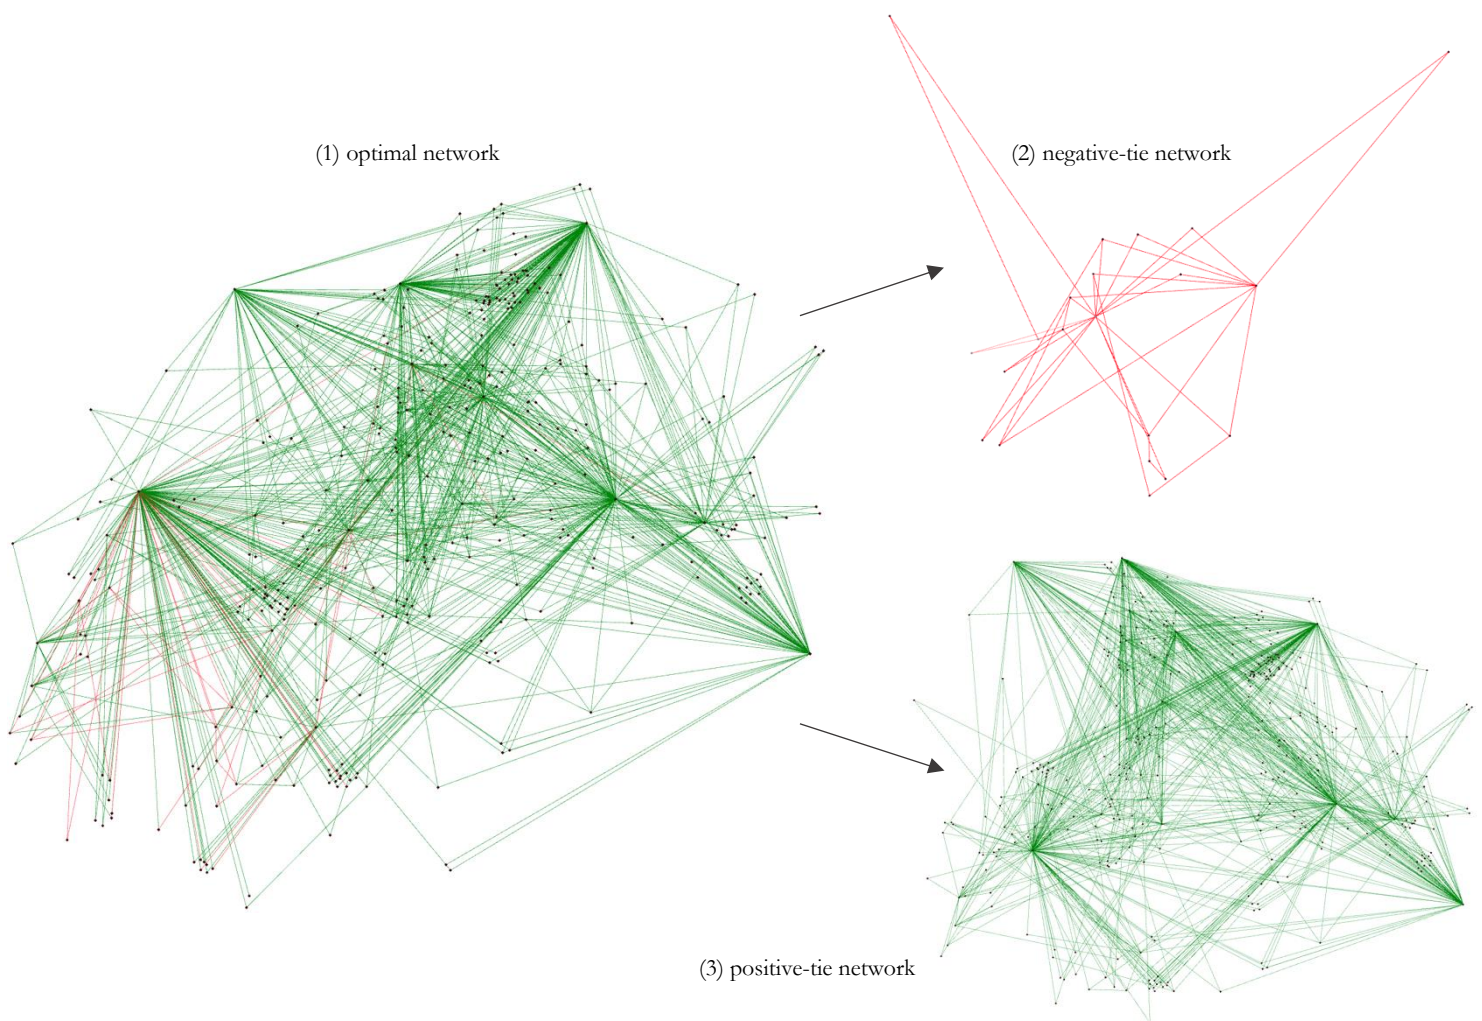 (1) optimal network
(2) negative-tie network
(3) positive-tie network